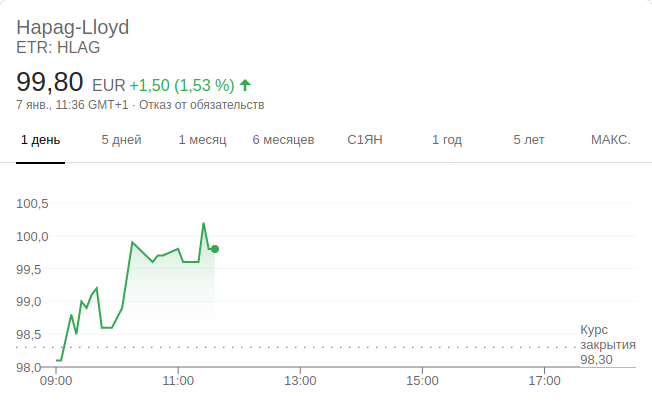 Hapag-Lloyd
ETR: HLAG
99,80 EUR +1,50 (1,53 %)
7 янв., 11:36 GMT+1 · Отказ от обязательств
1 день 5 дней 1 месяц 6 месяцев С1ЯН 1 год 5 лет МАКС.
100,5
100,0
99,5
99,0
98,5
98,0
Курс
закрытия
98,30
09:00 11:00 13:00 15:00 17:00